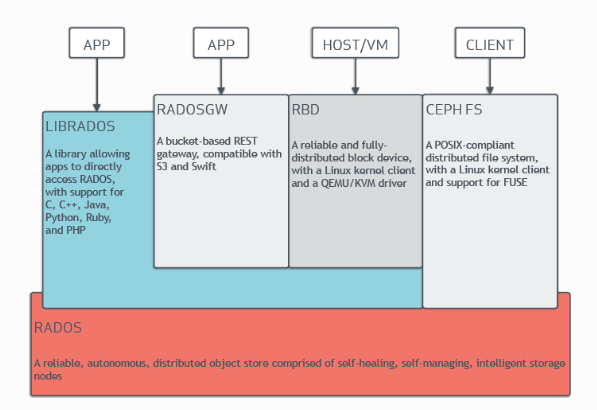 APP
APP
HOST/VM
CLIENT
LIBRADOS
A library allowing
apps to directly
access RADOS,
with support for
C, C++, Java,
Python, Ruby,
and PHP
RADOSGW
A bucket-based REST
gateway, compatible with
S3 and Swift
RBD
A reliable and fully-
distributed block device,
with a Linux kernel client
and a QEMU/KVM driver
CEPH FS
A POSIX-compliant
distributed file system,
with a Linux kernel client
and support for FUSE
RADOS
A reliable, autonomous, distributed object store comprised of self-healing, self-managing, intelligent storage
nodes